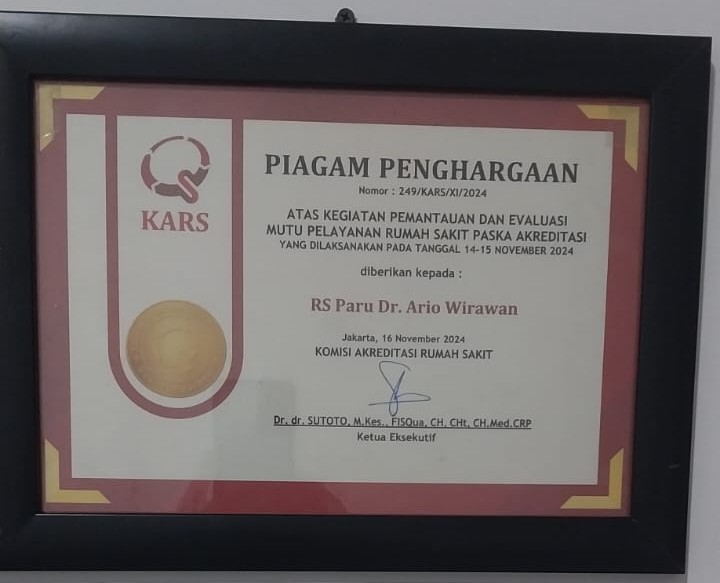 KARS
PIAGAM PENGHARGAAN
Nomor : 249/KARS/XI/2024
ATAS KEGIATAN PEMANTAUAN DAN EVALUASI
MUTU PELAYANAN RUMAH SAKIT PASKA AKREDITASI
YANG DILAKSANAKAN PADA TANGGAL 14-15 NOVEMBER 2024
diberikan kepada :
RS Paru Dr. Ario Wirawan
Jakarta, 16 November 2024
KOMISI AKREDITASI RUMAH SAKIT
Dr. dr. SUTOTO, M.Kes., FISQua, CH, CHt, CH.Med.CRP
Ketua Eksekutif